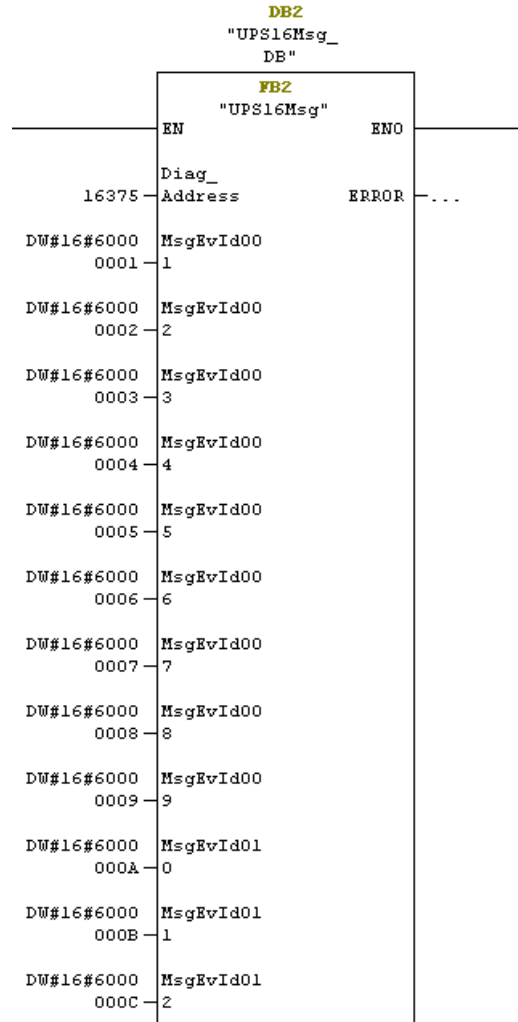 DB2
"UPS16Msg_
DB"
FB2
"UPS16Msg"
EN ENO
Diag_
16375 Address ERROR ...
DW#16#6000 MsgEvId00
0001 1
DW#16#6000 MsgEvId00
0002 2
DW#16#6000 MsgEvId00
0003 3
DW#16#6000 MsgEvId00
0004 4
DW#16#6000 MsgEvId00
0005 5
DW#16#6000 MsgEvId00
0006 6
DW#16#6000 MsgEvId00
0007 7
DW#16#6000 MsgEvId00
0008 8
DW#16#6000 MsgEvId00
0009 9
DW#16#6000 MsgEvId01
000A 0
DW#16#6000 MsgEvId01
000B 1
DW#16#6000 MsgEvId01
000C 2